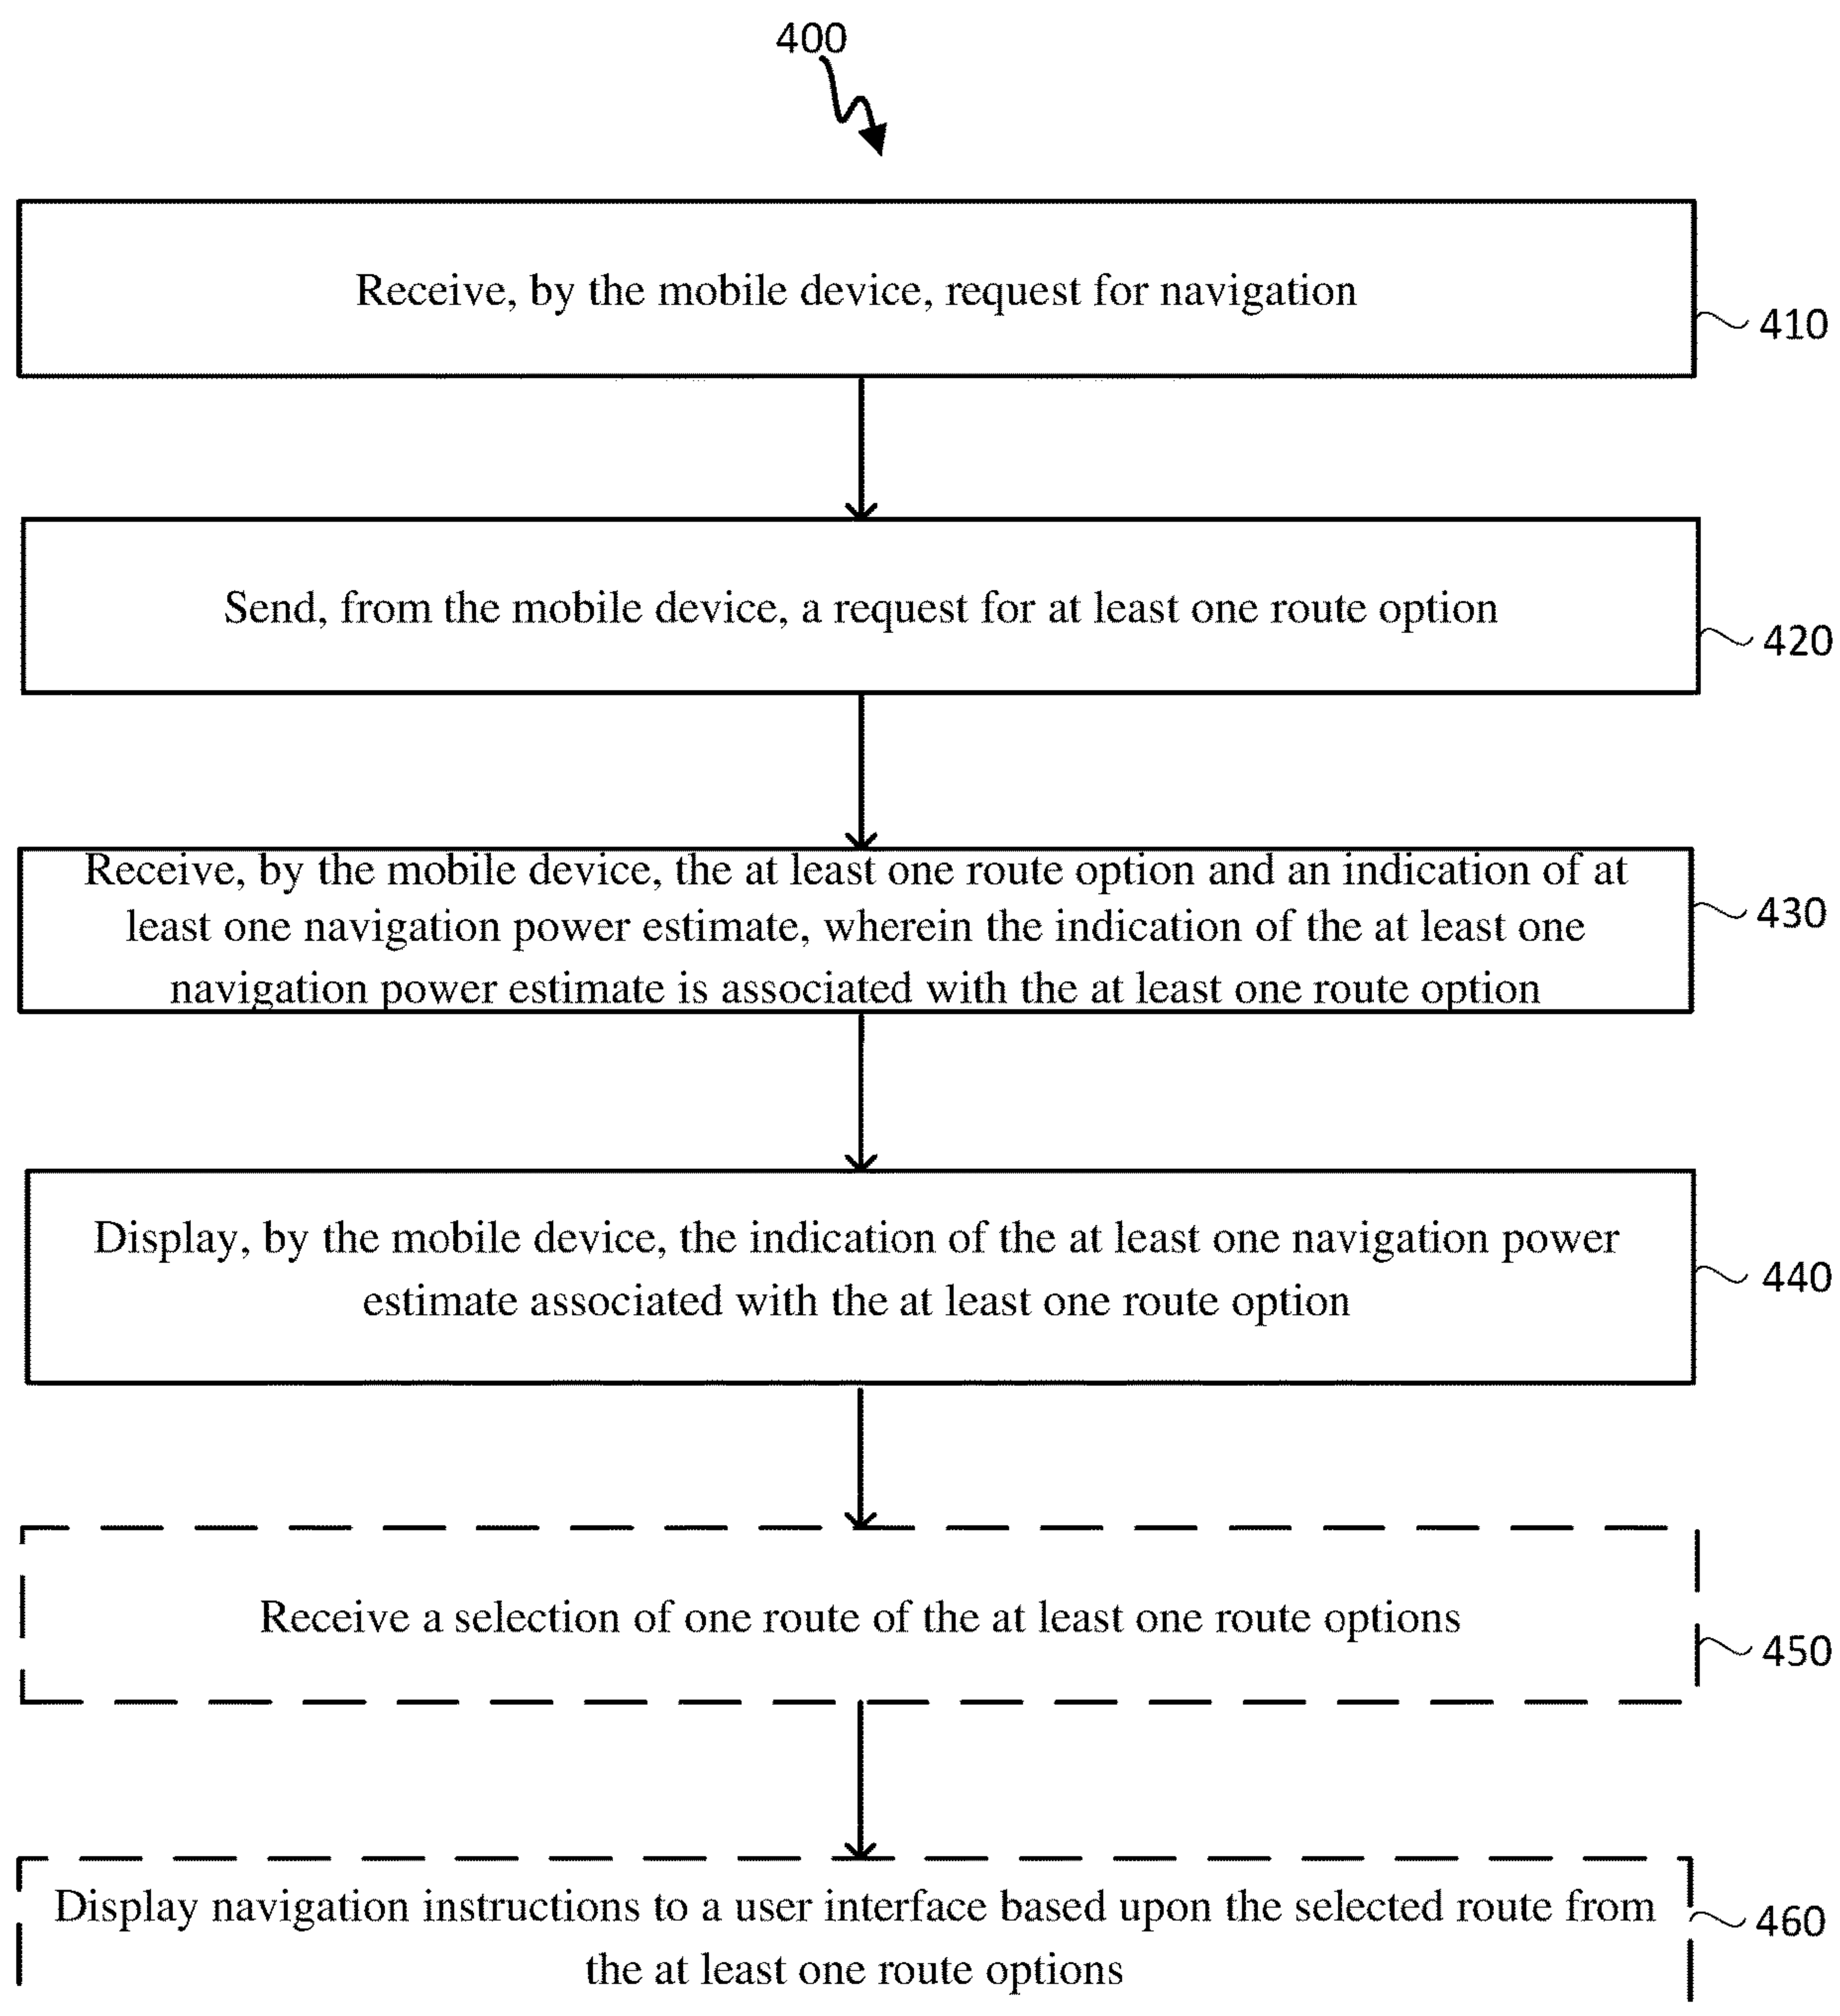 400
Receive, by the mobile device, request for navigation
410
Send, from the mobile device, a request for at least one route option
420
Receive, by the mobile device, the at least one route option and an indication of at
least one navigation power estimate, wherein the indication of the at least one
navigation power estimate is associated with the at least one route option
430
Display, by the mobile device, the indication of the at least one navigation power
estimate associated with the at least one route option
440
Receive a selection of one route of the at least one route options
450
Display navigation instructions to a user interface based upon the selected route from
the at least one route options
460